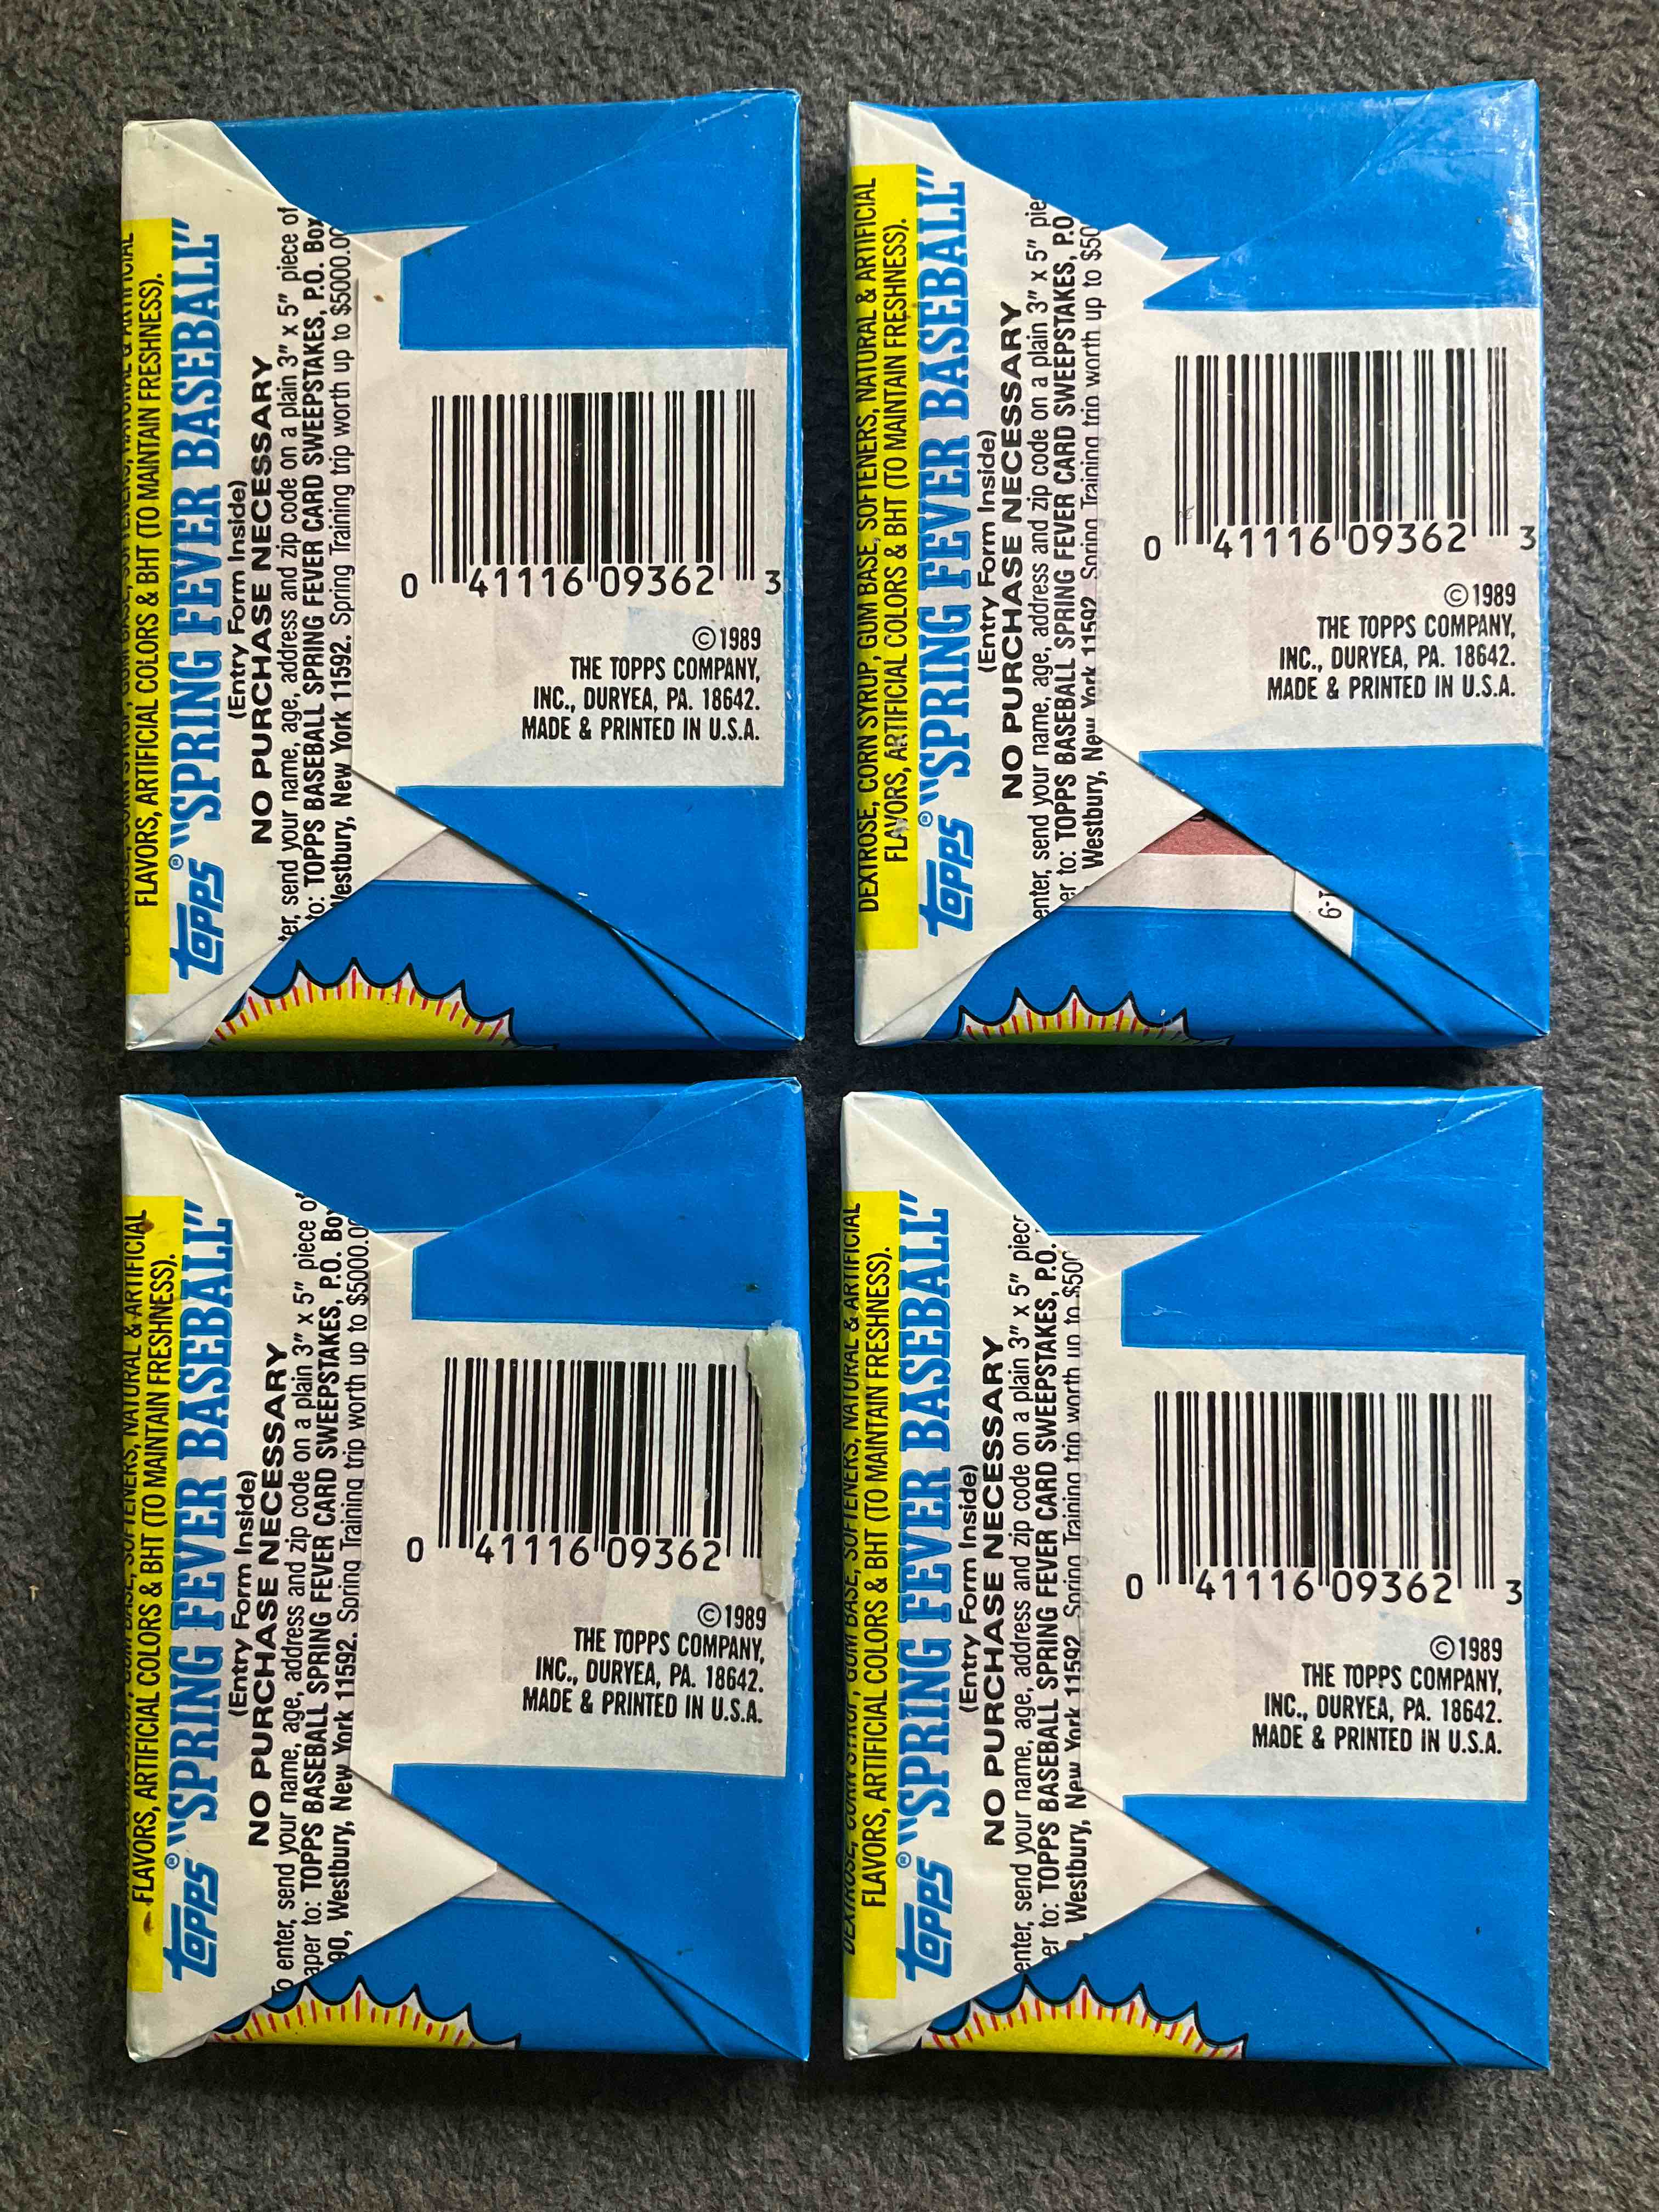 FLAVORS, ARTIFICIAL COLORS & BHT (TO MAINTAIN FRESHNESS).
TOPPS® "SPRING FEVER BASEBALL"
(Entry Form Inside)
NO PURCHASE NECESSARY
send your name, age, address and zip code on a plain 3" x 5" piece of
to: TOPPS BASEBALL SPRING FEVER CARD SWEEPSTAKES, P.O. Box
Westbury, New York 11592. Spring Training trip worth up to $5000.00
0 41116 09362 3
©1989
THE TOPPS COMPANY,
INC., DURYEA, PA. 18642.
MADE & PRINTED IN U.S.A.
DEXTROSE, CORN SYRUP, GUM BASE, SOFTENERS, NATURAL & ARTIFICIAL
FLAVORS, ARTIFICIAL COLORS & BHT (TO MAINTAIN FRESHNESS).
TOPPS® "SPRING FEVER BASEBALL"
(Entry Form Inside)
NO PURCHASE NECESSARY
enter, send your name, age, address and zip code on a plain 3" x 5" pie
er to: TOPPS BASEBALL SPRING FEVER CARD SWEEPSTAKES, P.O
Westbury, New York 11592. Spring Training trip worth up to $50
0 41116 09362 3
©1989
THE TOPPS COMPANY,
INC., DURYEA, PA. 18642.
MADE & PRINTED IN U.S.A.
SOFTENERS, NATURAL & ARTIFICIAL
FLAVORS, ARTIFICIAL COLORS & BHT (TO MAINTAIN FRESHNESS).
TOPPS® "SPRING FEVER BASEBALL"
(Entry Form Inside)
NO PURCHASE NECESSARY
To enter, send your name, age, address and zip code on a plain 3" x 5" piece of
aper to: TOPPS BASEBALL SPRING FEVER CARD SWEEPSTAKES, P.O. Box
90, Westbury, New York 11592. Spring Training trip worth up to $5000.00
0 41116 09362
©1989
THE TOPPS COMPANY,
INC., DURYEA, PA. 18642.
MADE & PRINTED IN U.S.A.
DEXTROSE, CORN SYRUP, GUM BASE, SOFTENERS, NATURAL & ARTIFICIAL
FLAVORS, ARTIFICIAL COLORS & BHT (TO MAINTAIN FRESHNESS).
TOPPS® "SPRING FEVER BASEBALL"
(Entry Form Inside)
NO PURCHASE NECESSARY
enter, send your name, age, address and zip code on a plain 3" x 5" piec
er to: TOPPS BASEBALL SPRING FEVER CARD SWEEPSTAKES, P.O.
Westbury, New York 11592. Spring Training trip worth up to $500
0 41116 09362 3
©1989
THE TOPPS COMPANY,
INC., DURYEA, PA. 18642.
MADE & PRINTED IN U.S.A.